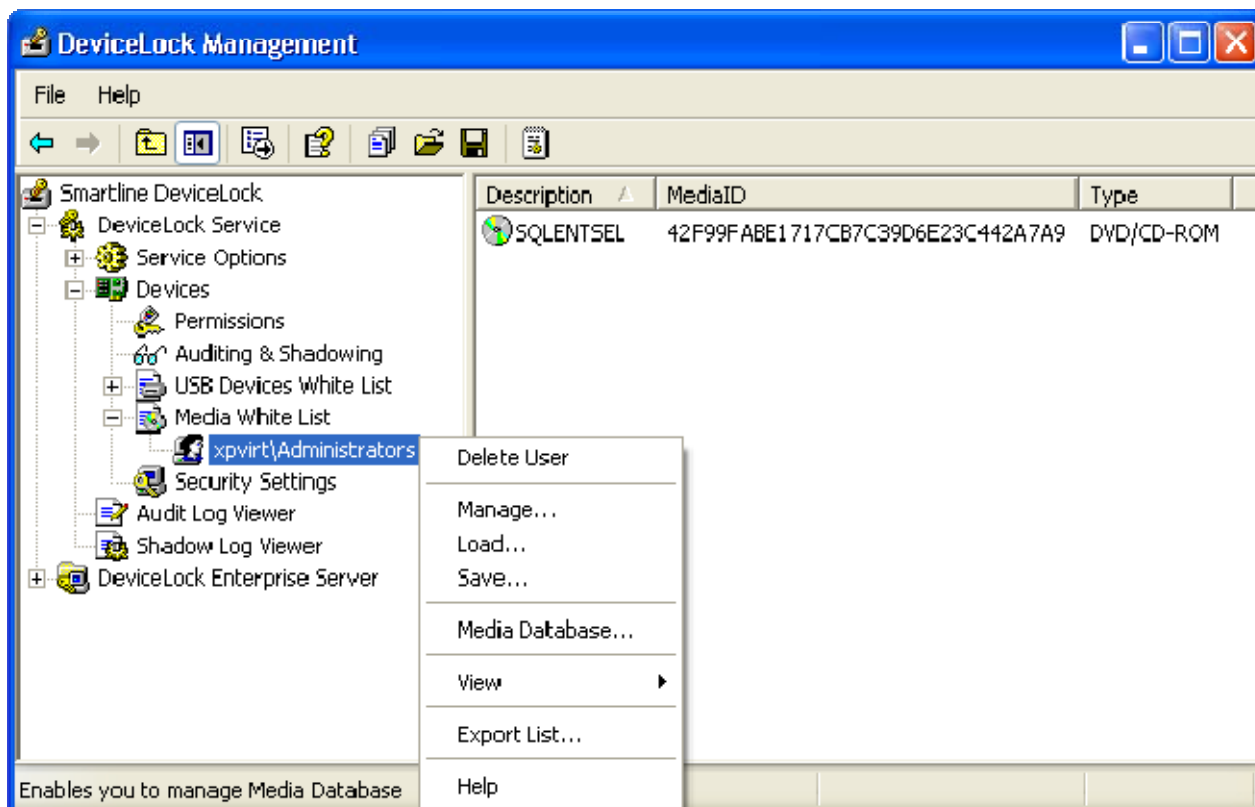 DeviceLock Management
File Help
Smartline DeviceLock
DeviceLock Service
Service Options
Devices
Permissions
Auditing & Shadowing
USB Devices White List
Media White List
xpvirt\Administrators
Security Settings
Audit Log Viewer
Shadow Log Viewer
DeviceLock Enterprise Server
Description MediaID Type
SQLENTSEL 42F99FABE1717CB7C39D6E23C442A7A9 DVD/CD-ROM
Delete User
Manage...
Load...
Save...
Media Database...
View
Export List...
Help
Enables you to manage Media Database